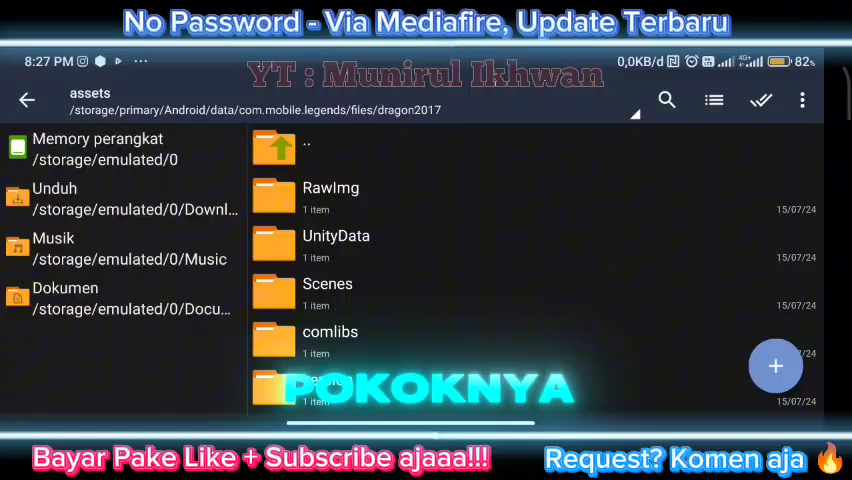 No Password - Via Mediafire, Update Terbaru
8:27 PM
0,0KB/d 4G+ 82%
YT : Munirul Ikhwan
assets
/storage/primary/Android/data/com.mobile.legends/files/dragon2017
Memory perangkat
/storage/emulated/0
Unduh
/storage/emulated/0/Downl...
Musik
/storage/emulated/0/Music
Dokumen
/storage/emulated/0/Docu...
..
RawImg
1 item
15/07/24
UnityData
1 item
15/07/24
Scenes
1 item
15/07/24
comlibs
1 item
1 item
15/07/24
POKOKNYA
Bayar Pake Like + Subscribe ajaaa!!!
Request? Komen aja 🔥